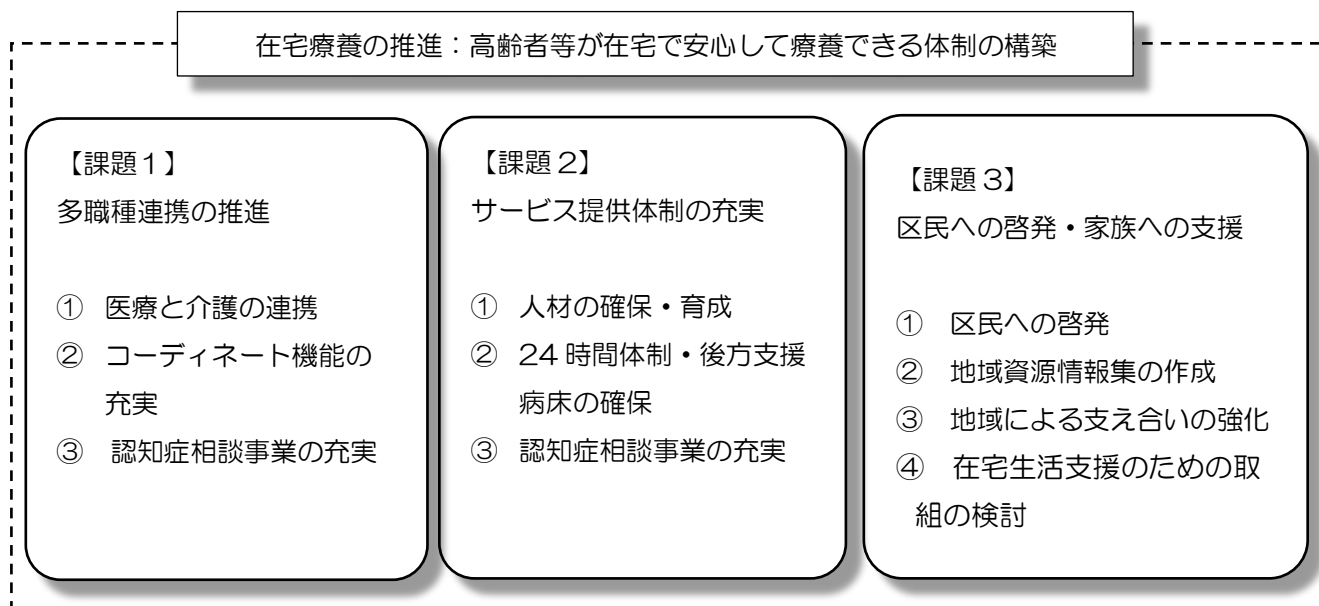 在宅療養の推進：高齢者等が在宅で安心して療養できる体制の構築
【課題１】
多職種連携の推進
① 医療と介護の連携
② コーディネート機能の
充実
③ 認知症相談事業の充実
【課題２】
サービス提供体制の充実
① 人材の確保・育成
② 24時間体制・後方支援
病床の確保
③ 認知症相談事業の充実
【課題３】
区民への啓発・家族への支援
① 区民への啓発
② 地域資源情報集の作成
③ 地域による支え合いの強化
④ 在宅生活支援のための取
組の検討